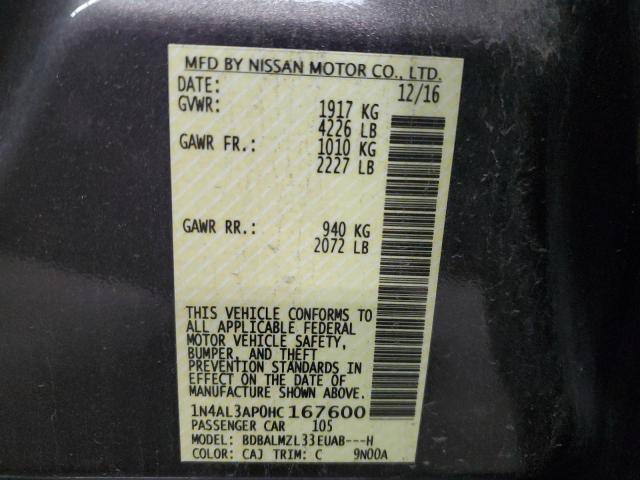 MFD BY NISSAN MOTOR CO., LTD.
DATE: 12/16
GVWR: 1917 KG
4226 LB
GAWR FR.: 1010 KG
2227 LB
GAWR RR.: 940 KG
2072 LB
THIS VEHICLE CONFORMS TO
ALL APPLICABLE FEDERAL
MOTOR VEHICLE SAFETY,
BUMPER, AND THEFT
PREVENTION STANDARDS IN
EFFECT ON THE DATE OF
MANUFACTURE SHOWN ABOVE.
1N4AL3AP0HC167600
PASSENGER CAR 105
MODEL: BDBALMZL33EUAB---H
COLOR: CAJ TRIM: C 9N00A